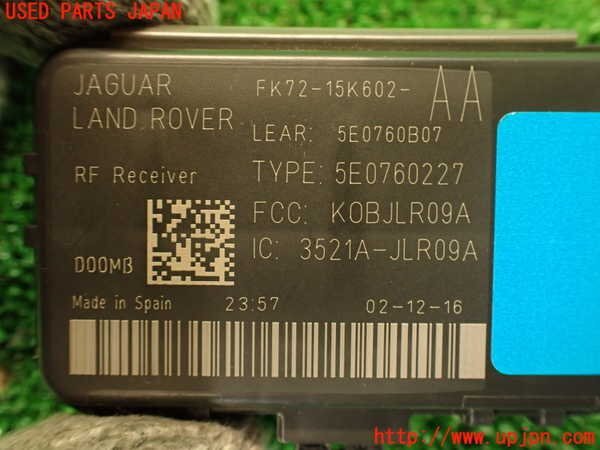 USED PARTS JAPAN
JAGUAR
LAND ROVER
FK72-15K602-AA
LEAR: 5E0760B07
RF Receiver
TYPE: 5E0760227
FCC: KOBJLR09A
IC: 3521A-JLR09A
D00MB
Made in Spain 23:57 02-12-16
http://www.upjon.com/